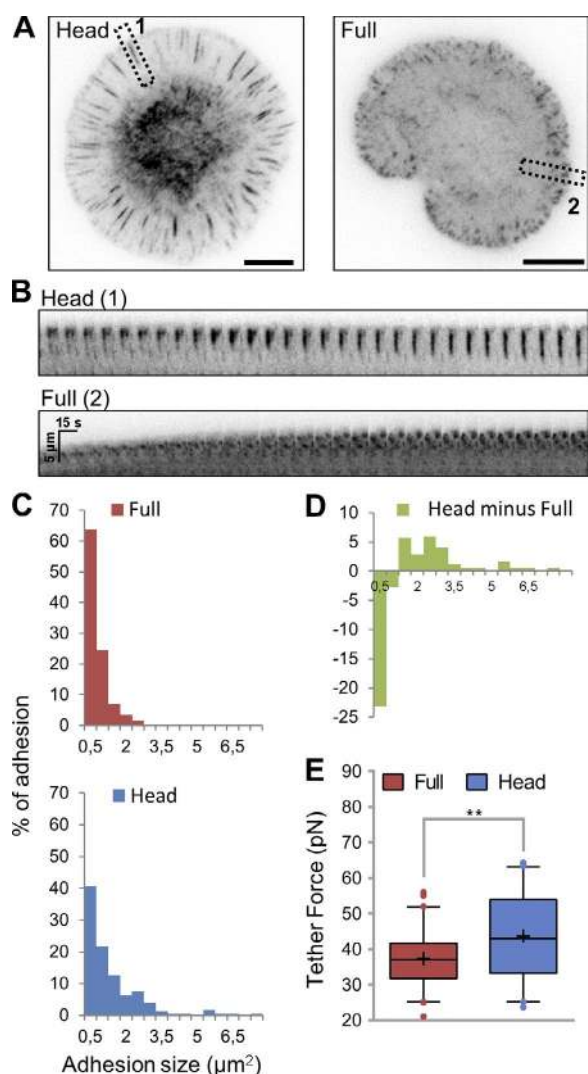 A
Head
1
Full
2
B
Head (1)
Full (2)
15 s
5 µm
C
Full
70
60
50
40
30
20
10
0
0,5 2 3,5 5 6,5
% of adhesion
Head
50
40
30
20
10
0
0,5 2 3,5 5 6,5
Adhesion size (µm²)
D
Head minus Full
10
5
0
-5
-10
-15
-20
-25
0,5 2 3,5 5 6,5
E
Full Head
90
80
70
60
50
40
30
20
**
Tether Force (pN)